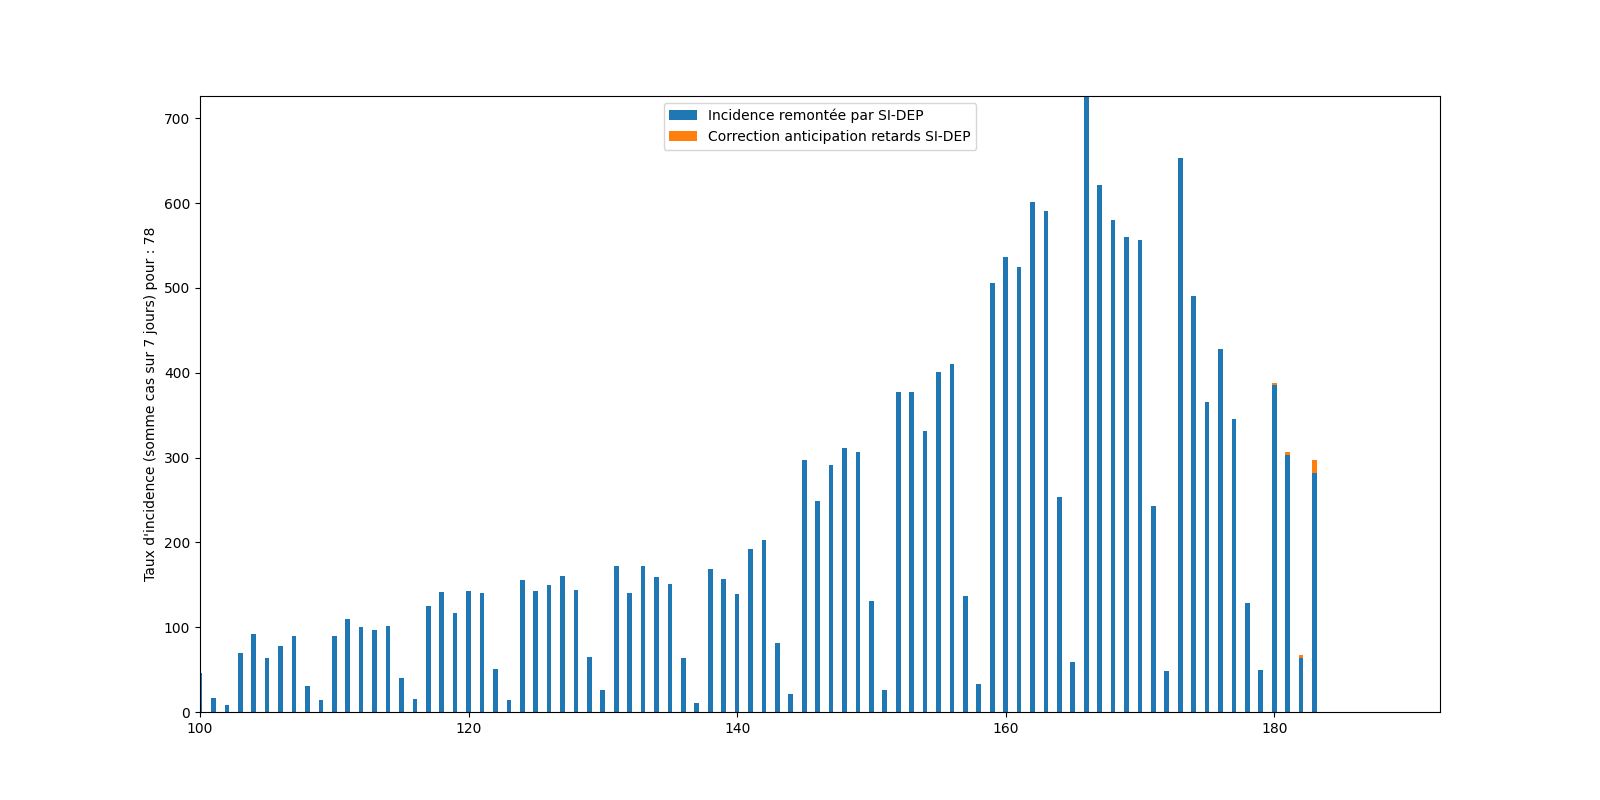 Incidence remontée par SI-DEP
Correction anticipation retards SI-DEP
Taux d'incidence (somme cas sur 7 jours) pour : 78
700
600
500
400
300
200
100
0
100 120 140 160 180